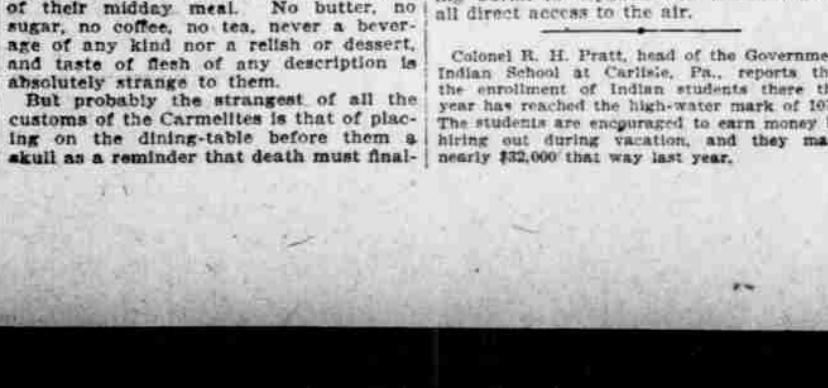 of their midday meal. No butter, no
sugar, no coffee, no tea, never a bever-
age of any kind nor a relish or dessert,
and taste of flesh of any description is
absolutely strange to them.
But probably the strangest of all the
customs of the Carmelites is that of plac-
ing on the dining-table before them a
skull as a reminder that death must final-
all direct access to the air.
Colonel R. H. Pratt, head of the Governme
Indian School at Carlisle, Pa., reports th
the enrollment of Indian students there th
year has reached the high-water mark of
The students are encouraged to earn money
hiring out during vacation, and they ma
nearly $32,000 that way last year.